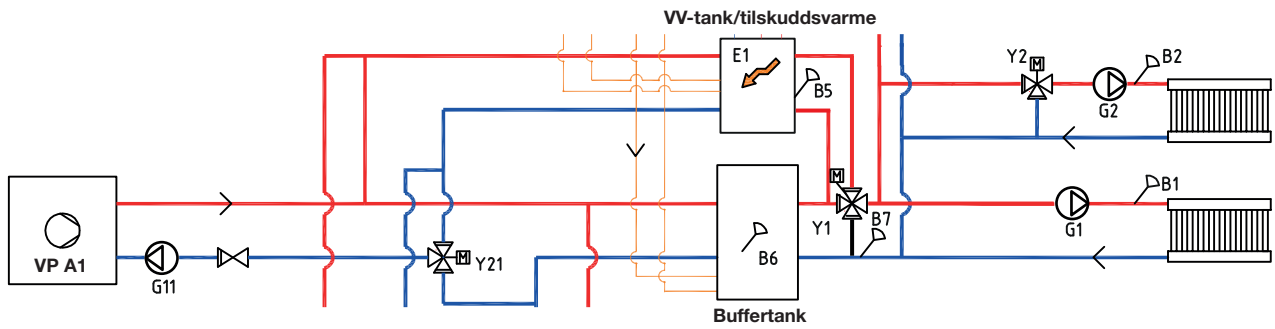 VV-tank/tilskuddsvarme
E1
B5
Y2
M
G2
B2
VP A1
G11
M
Y21
B6
Buffertank
M
Y1
B7
G1
B1